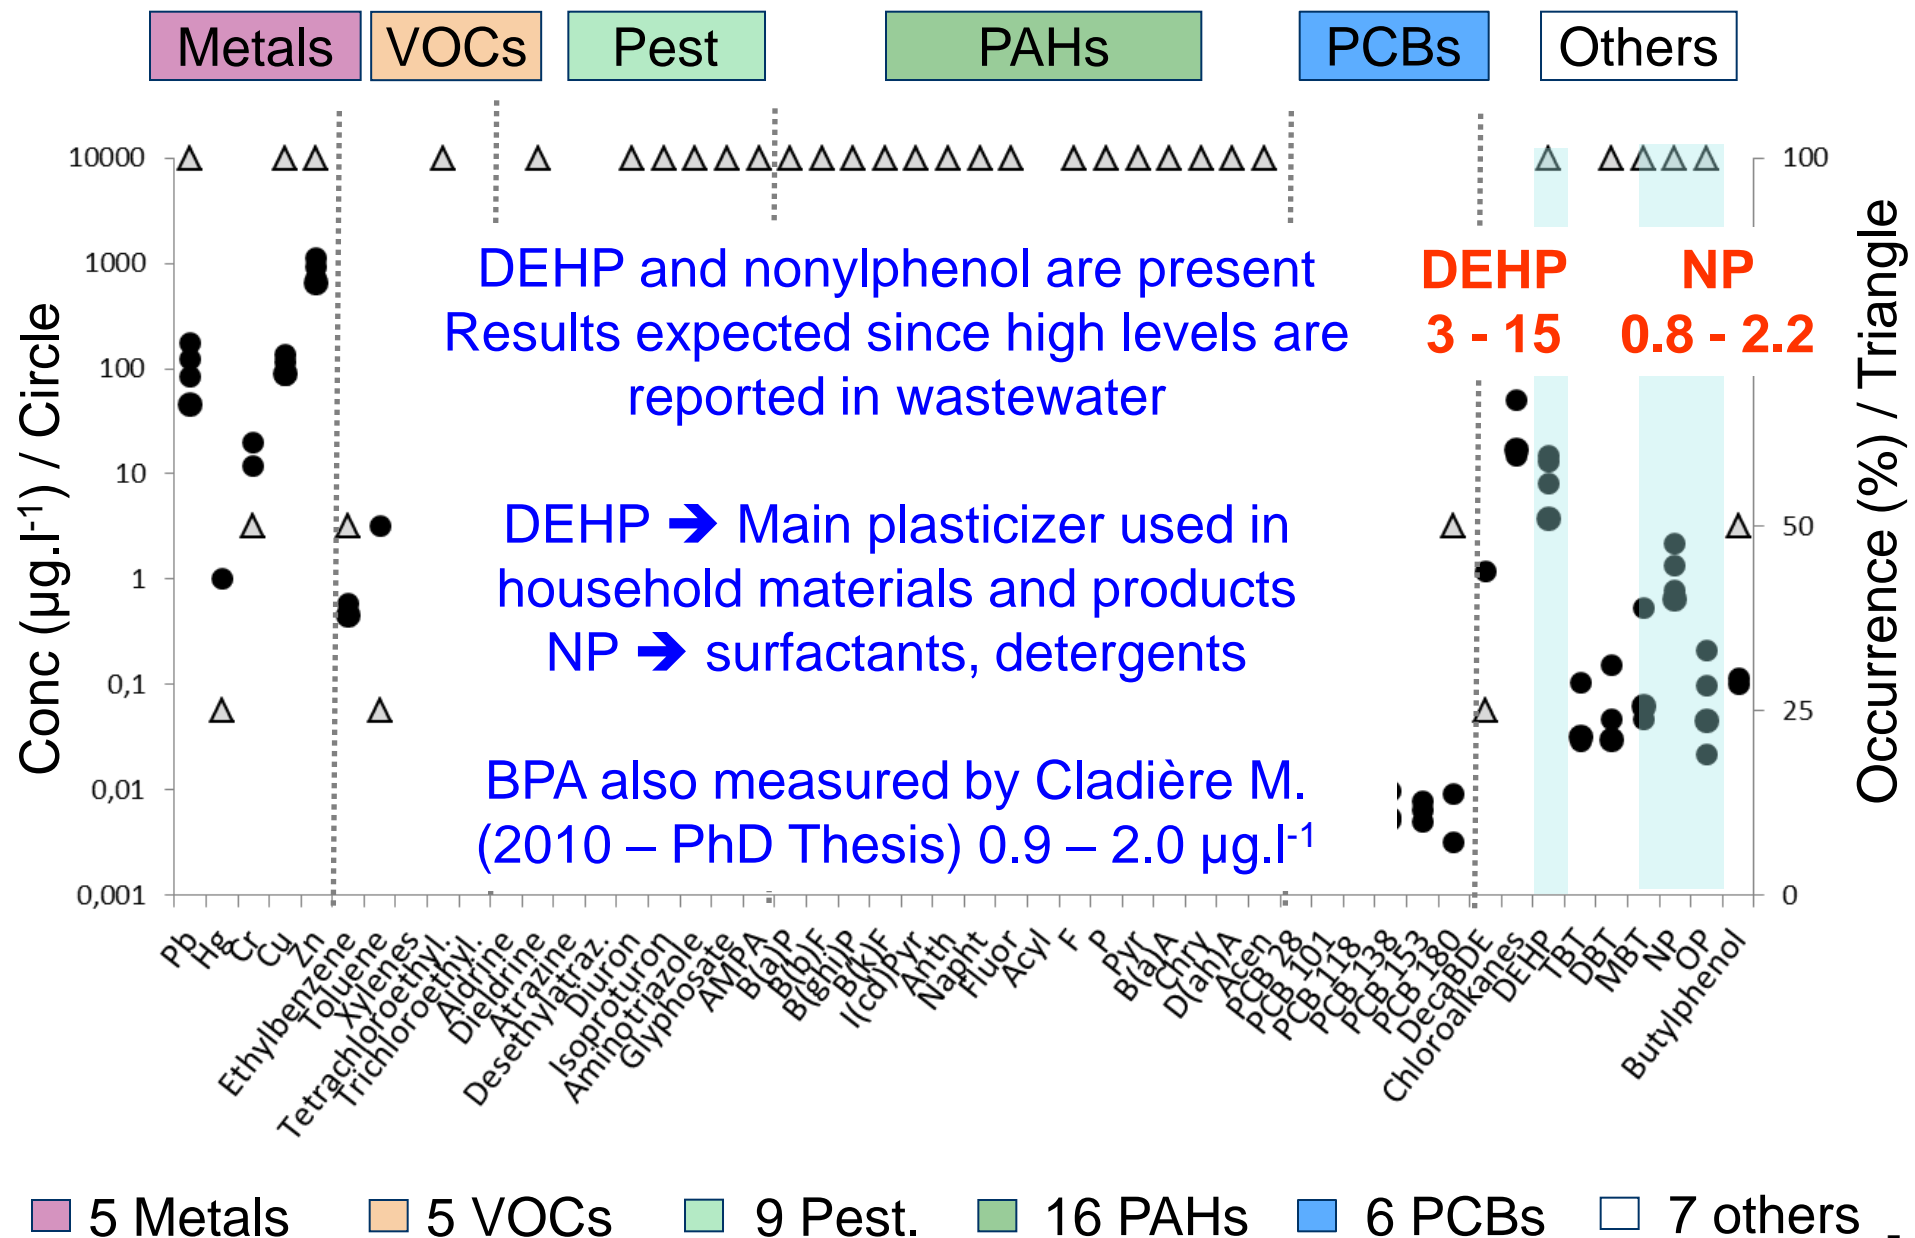 Metals
VOCs
Pest
PAHs
PCBs
Others
Conc (µg.l-1) / Circle
10000
1000
100
10
1
0,1
0,01
0,001
DEHP and nonylphenol are present
Results expected since high levels are
reported in wastewater
DEHP ➔ Main plasticizer used in
household materials and products
NP ➔ surfactants, detergents
BPA also measured by Cladière M.
(2010 – PhD Thesis) 0.9 – 2.0 µg.l-1
DEHP
3 - 15
NP
0.8 - 2.2
100
50
25
0
Occurrence (%) / Triangle
Pb
Hg
Cr
Cu
Zn
Ethylbenzene
Toluene
Xylenes
Tetrachloroethyl.
Trichloroethyl.
Aldrine
Dieldrine
Atrazine
Desethylatraz.
Diuron
Isoproturon
Aminotriazole
Glyphosate
AMPA
B(a)P
B(b)F
B(ghi)P
B(k)F
I(cd)Pyr
Anth
Napht
Fluor
Acyl
F
P
Pyr
B(a)A
Chry
D(ah)A
Acen
PCB 28
PCB 101
PCB 118
PCB 138
PCB 153
PCB 180
DecaBDE
Chloroalkanes
DEHP
TBT
DBT
MBT
NP
OP
Butylphenol
5 Metals
5 VOCs
9 Pest.
16 PAHs
6 PCBs
7 others